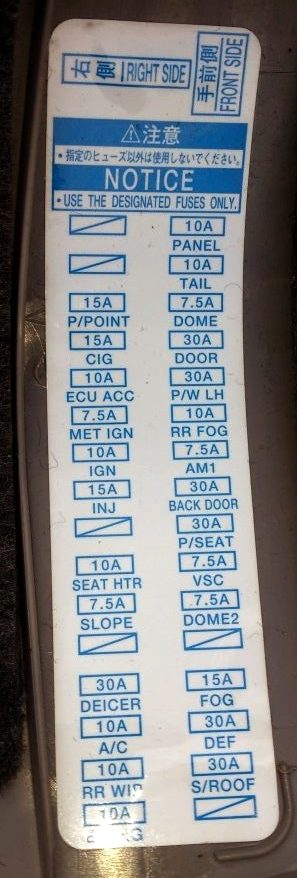 右側 RIGHT SIDE
手前側 FRONT SIDE
⚠注意
・指定のヒューズ以外は使用しないでください。
NOTICE
・USE THE DESIGNATED FUSES ONLY.
10A
PANEL
10A
TAIL
15A 7.5A
P/POINT DOME
15A 30A
CIG DOOR
10A 30A
ECU ACC P/W LH
7.5A 10A
MET IGN RR FOG
10A 7.5A
IGN AM1
15A 30A
INJ BACK DOOR
30A
P/SEAT
10A 7.5A
SEAT HTR VSC
7.5A 7.5A
SLOPE DOME2
30A 15A
DEICER FOG
10A 30A
A/C DEF
10A 30A
RR WIP S/ROOF
10A